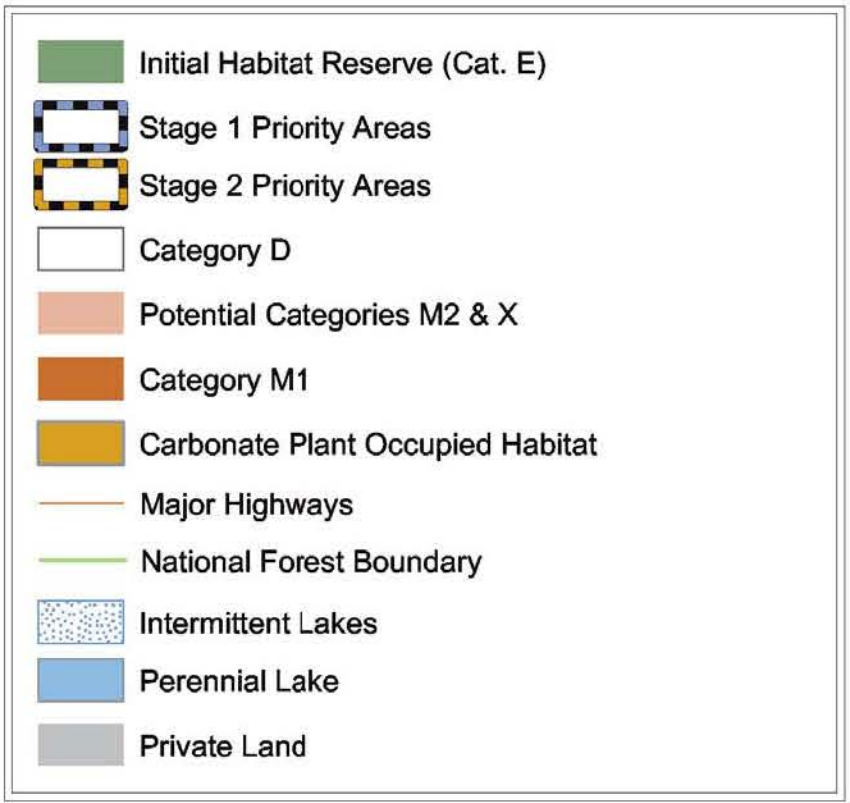 Initial Habitat Reserve (Cat. E)
Stage 1 Priority Areas
Stage 2 Priority Areas
Category D
Potential Categories M2 & X
Category M1
Carbonate Plant Occupied Habitat
Major Highways
National Forest Boundary
Intermittent Lakes
Perennial Lake
Private Land